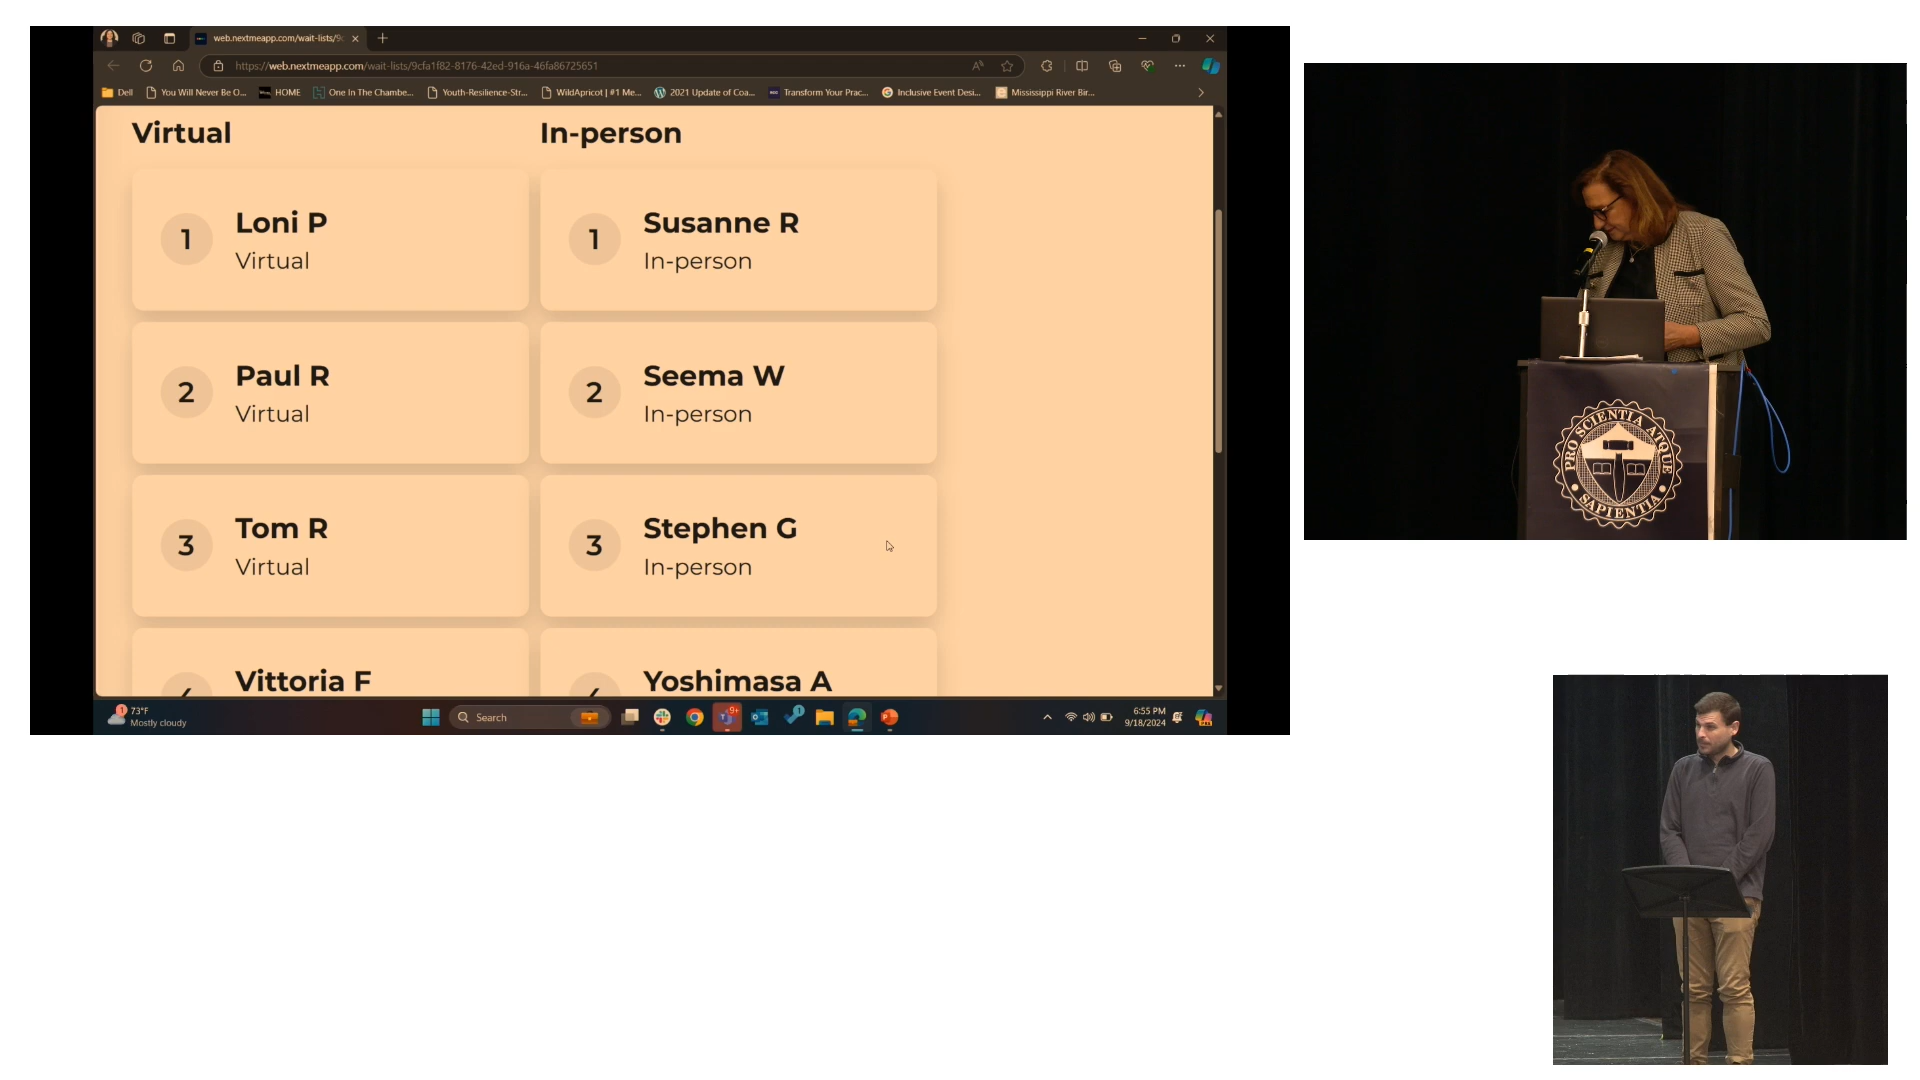 web.nextmeapp.com/wait-lists/9c
https://web.nextmeapp.com/wait-lists/9cfa1f82-8176-42ed-916a-46fa86725651
Dell
You Will Never Be O...
HOME
One In The Chambe...
Youth-Resilience-Str...
WildApricot | #1 Me...
2021 Update of Coa...
Transform Your Prac...
Inclusive Event Desi...
Mississippi River Bir...
Virtual
In-person
1
Loni P
Virtual
1
Susanne R
In-person
2
Paul R
Virtual
2
Seema W
In-person
3
Tom R
Virtual
3
Stephen G
In-person
Vittoria F
Yoshimasa A
1
73°F
Mostly cloudy
Search
9+
1
6:55 PM
9/18/2024
PRO SCIENTIA ATQUE
SAPIENTIA